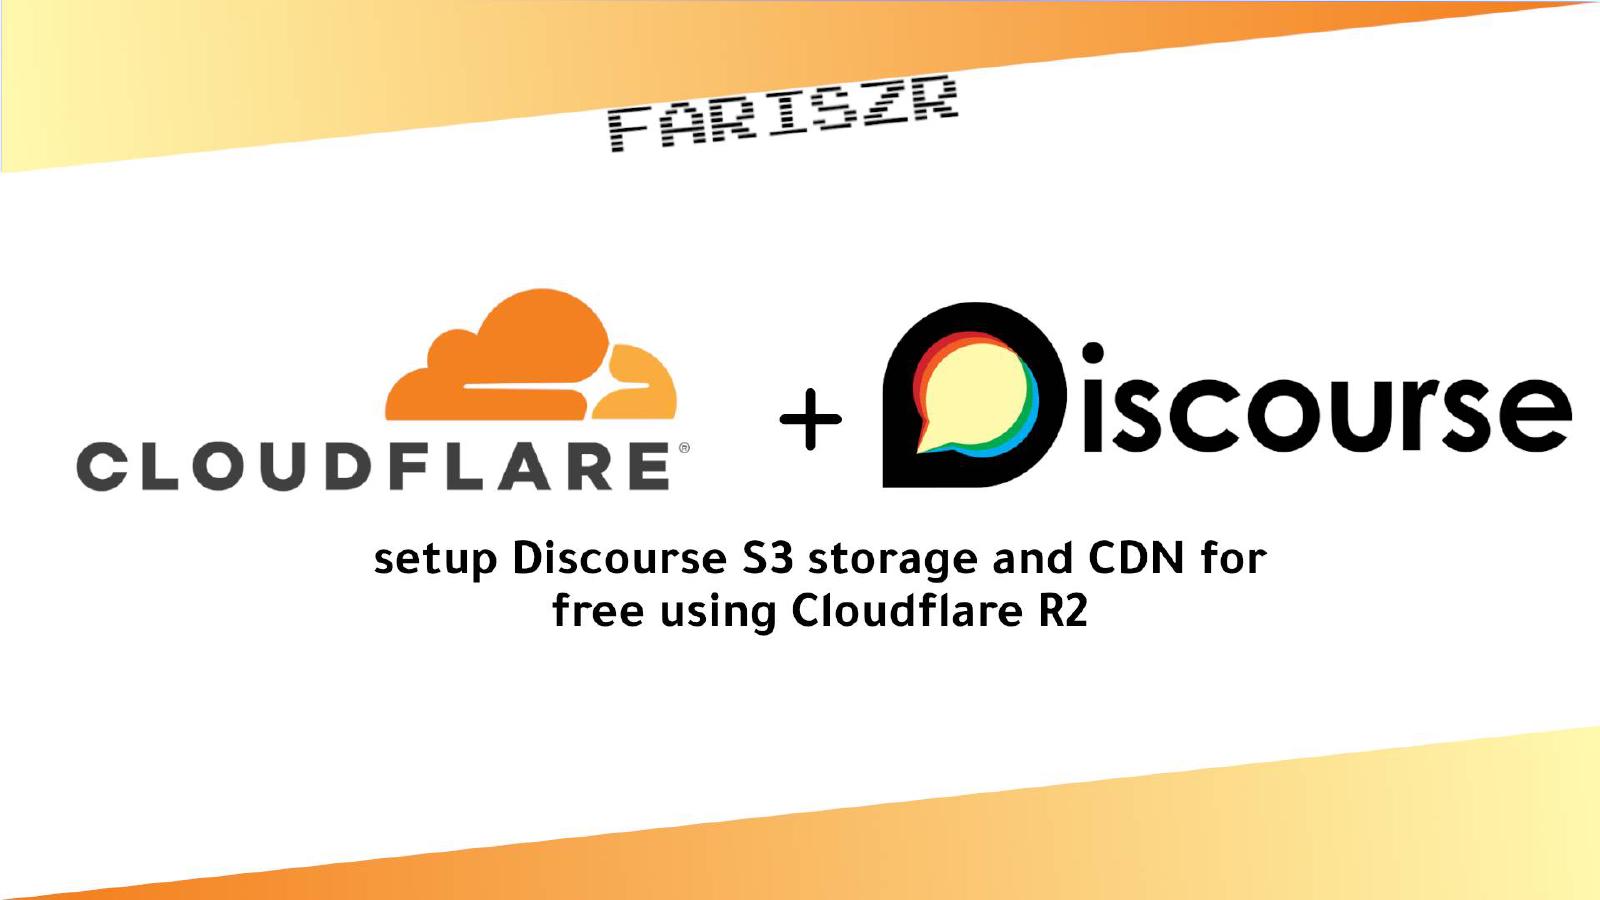 FARISZR
CLOUDFLARE®
+ Discourse
setup Discourse S3 storage and CDN for
free using Cloudflare R2